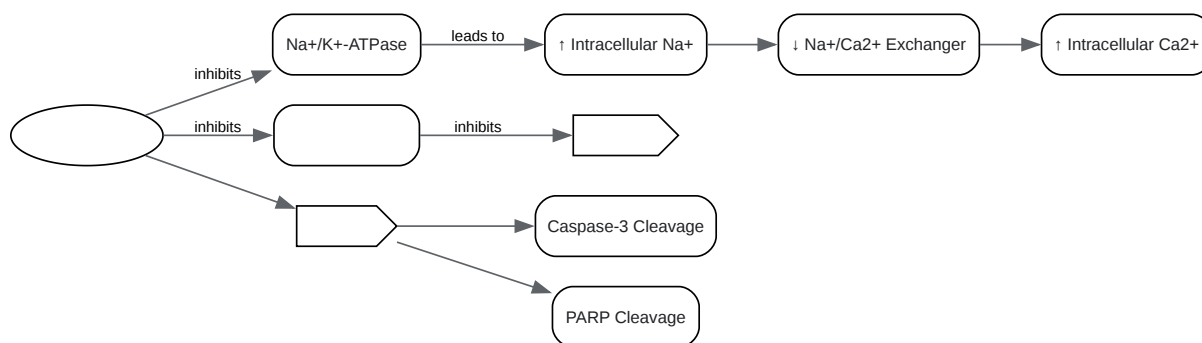 Na+/K+-ATPase
leads to
↑ Intracellular Na+
↓ Na+/Ca2+ Exchanger
↑ Intracellular Ca2+
inhibits
inhibits
inhibits
Caspase-3 Cleavage
PARP Cleavage